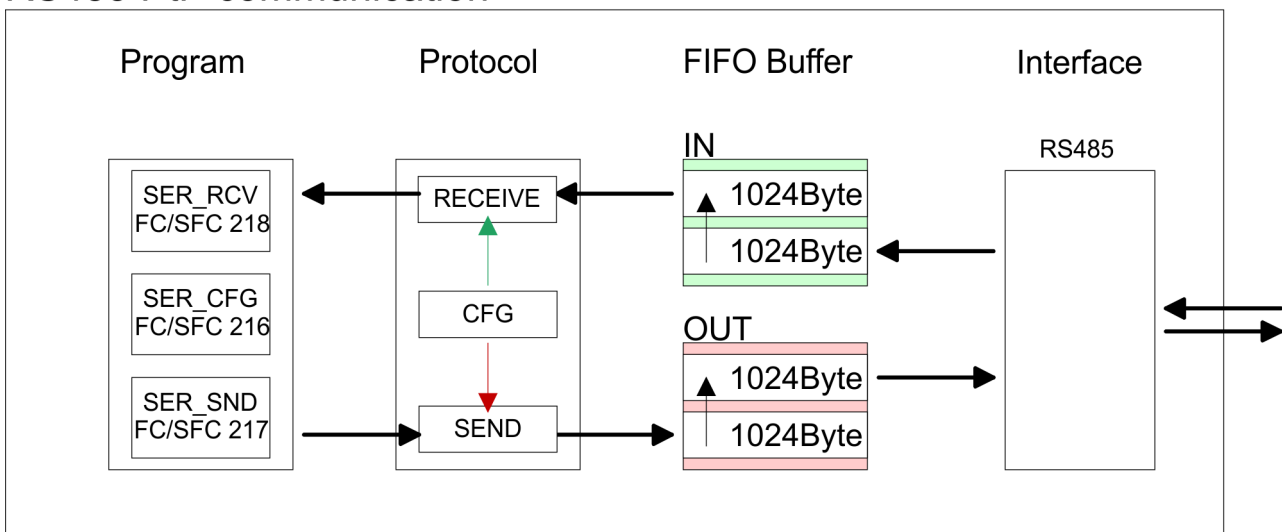 Program
Protocol
FIFO Buffer
Interface
SER_RCV
FC/SFC 218
SER_CFG
FC/SFC 216
SER_SND
FC/SFC 217
RECEIVE
CFG
SEND
IN
1024Byte
1024Byte
OUT
1024Byte
1024Byte
RS485